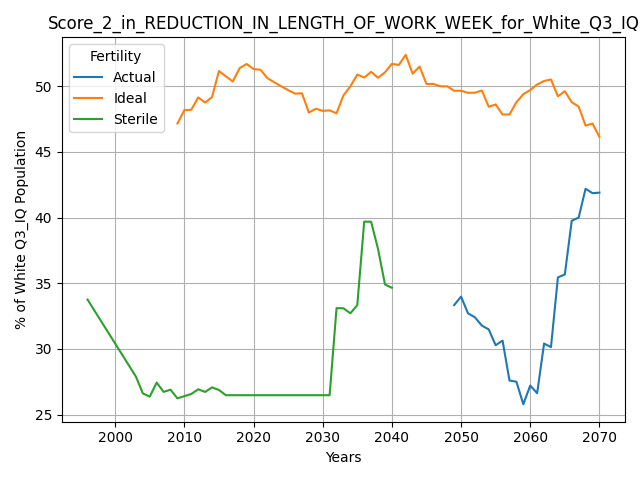 Score_2_in_REDUCTION_IN_LENGTH_OF_WORK_WEEK_for_White_Q3_IQ
Fertility
Actual
Ideal
Sterile
% of White Q3_IQ Population
50
45
40
35
30
25
2000
2010
2020
2030
2040
2050
2060
2070
Years